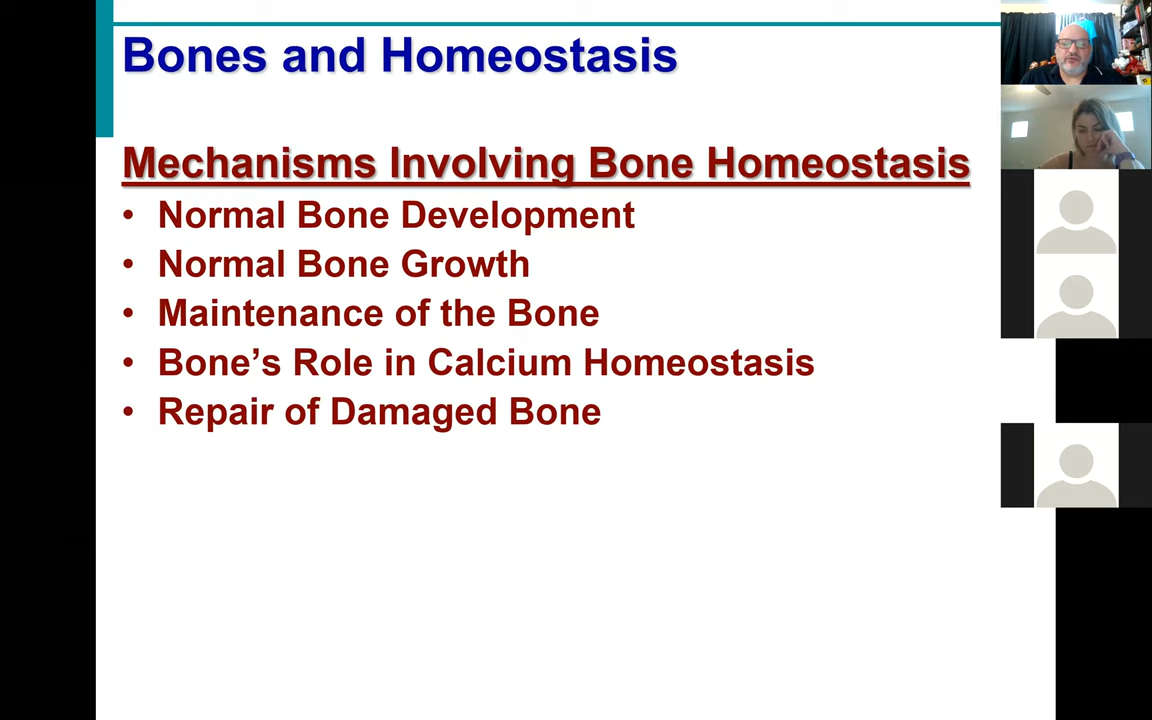 Bones and Homeostasis
Mechanisms Involving Bone Homeostasis
• Normal Bone Development
• Normal Bone Growth
• Maintenance of the Bone
• Bone’s Role in Calcium Homeostasis
• Repair of Damaged Bone